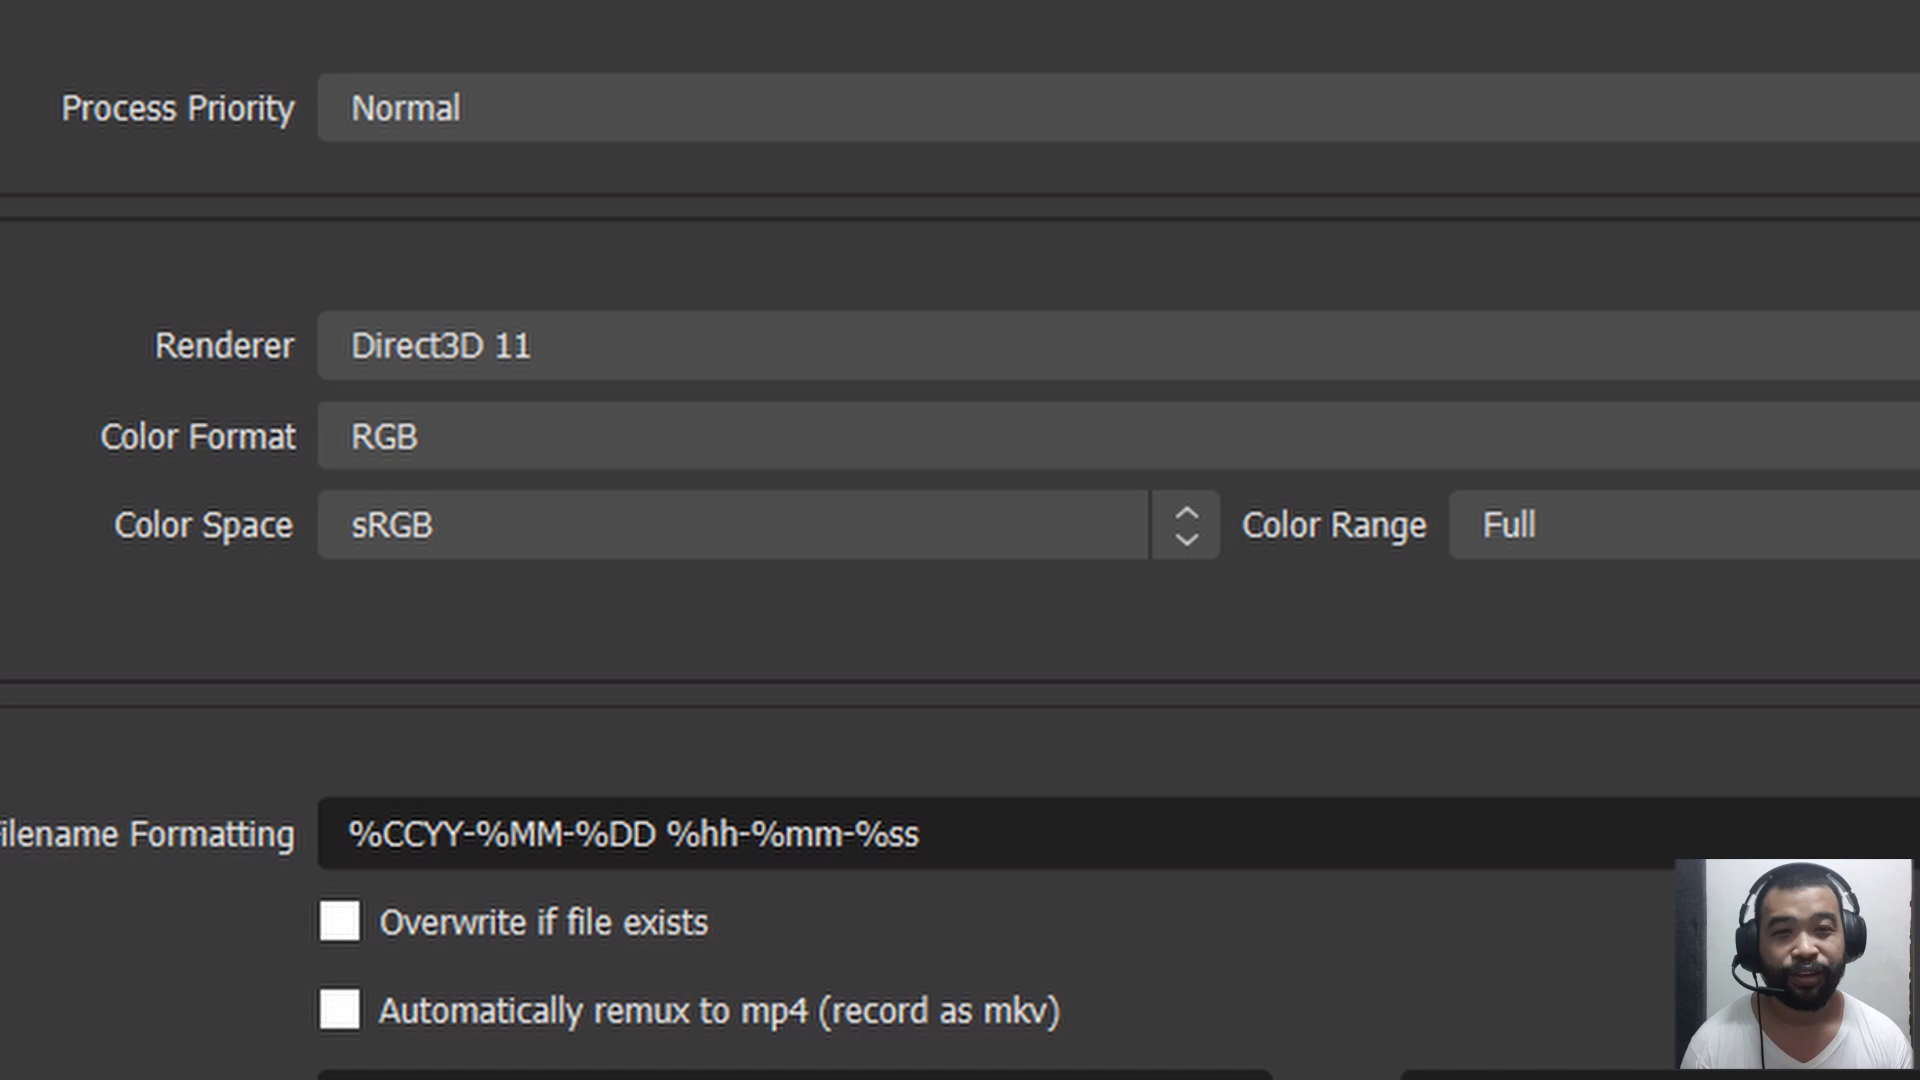 Process Priority Normal
Renderer Direct3D 11
Color Format RGB
Color Space sRGB Color Range Full
ilename Formatting %CCYY-%MM-%DD %hh-%mm-%ss
Overwrite if file exists
Automatically remux to mp4 (record as mkv)